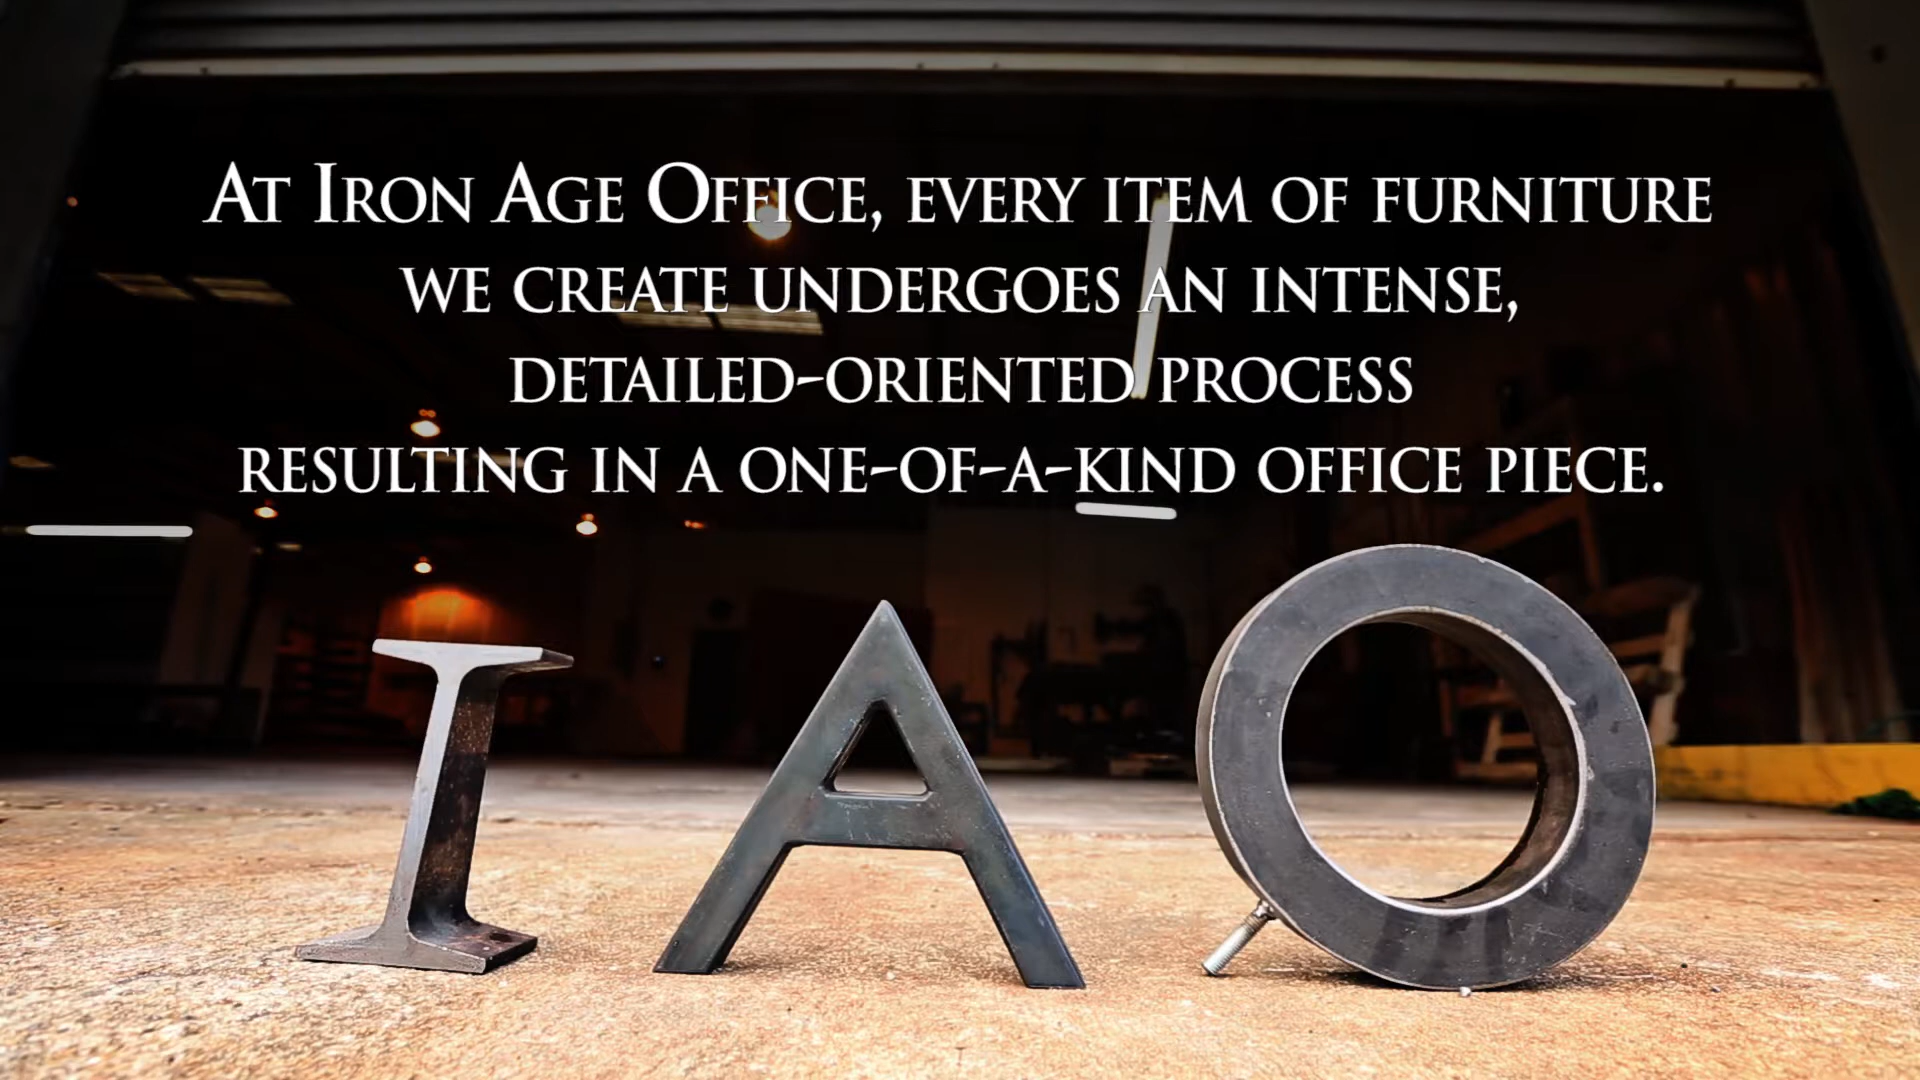 At Iron Age Office, every item of furniture
we create undergoes an intense,
detailed-oriented process
resulting in a one-of-a-kind office piece.
I A O